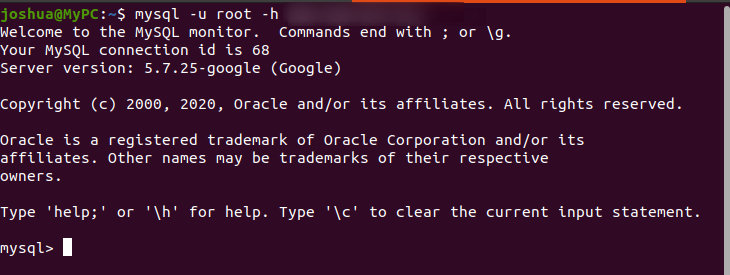 joshua@MyPC:~$ mysql -u root -h
Welcome to the MySQL monitor.  Commands end with ; or \g.
Your MySQL connection id is 68
Server version: 5.7.25-google (Google)
Copyright (c) 2000, 2020, Oracle and/or its affiliates. All rights reserved.
Oracle is a registered trademark of Oracle Corporation and/or its
affiliates. Other names may be trademarks of their respective
owners.
Type 'help;' or '\h' for help. Type '\c' to clear the current input statement.
mysql>